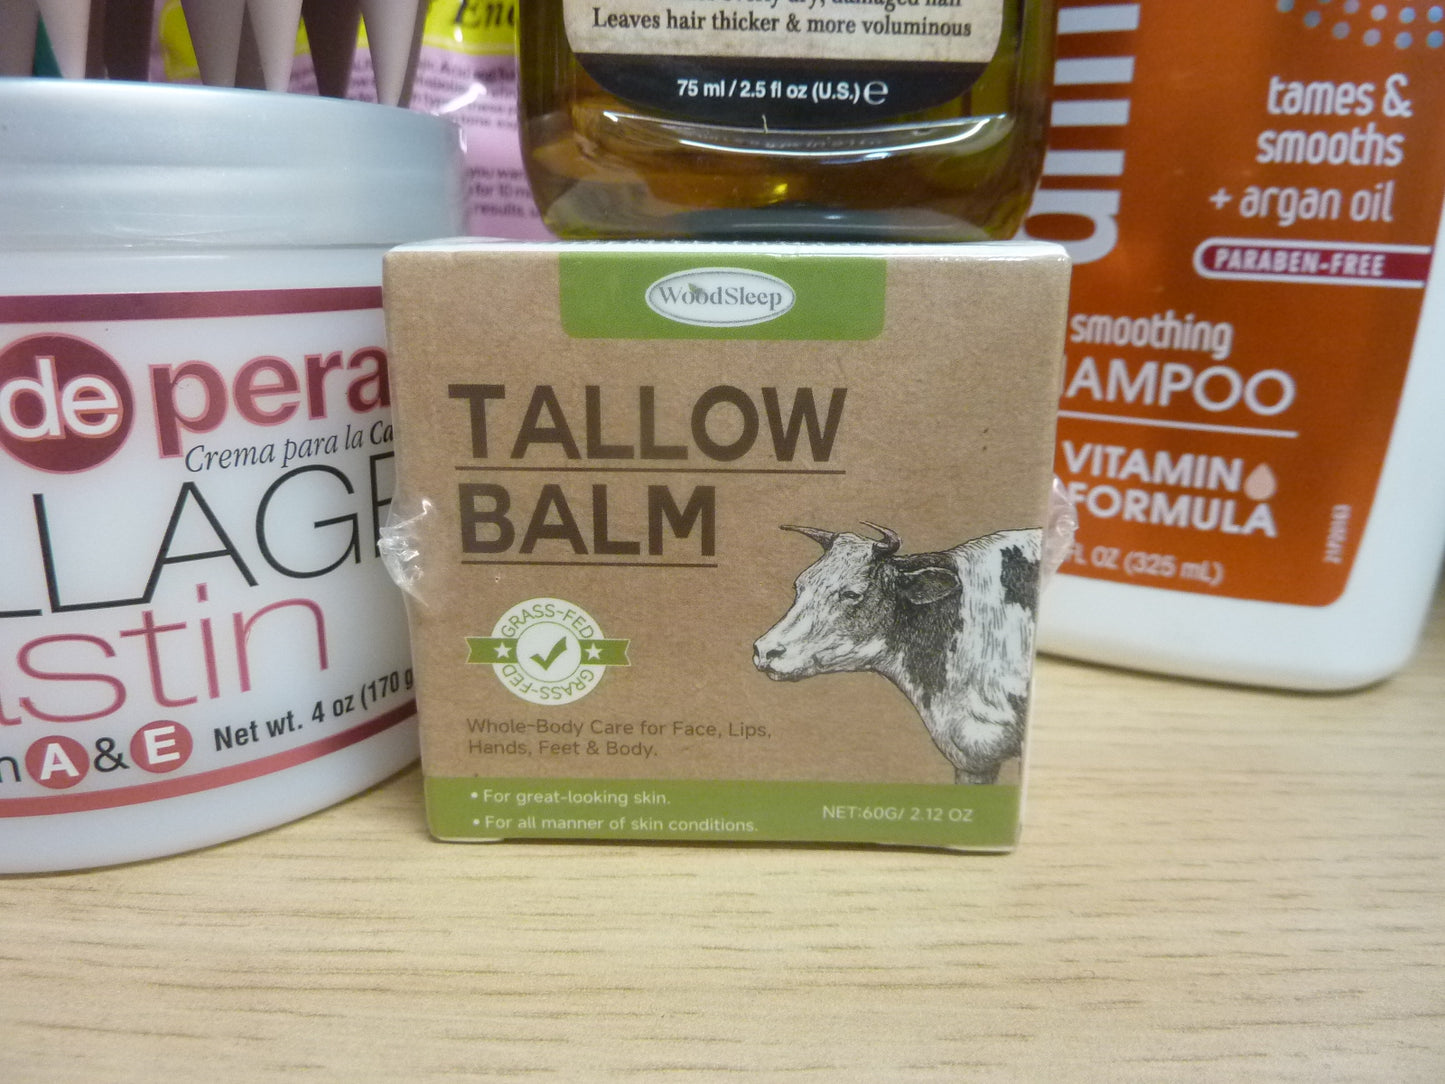 Leaves hair thicker & more voluminous
75 ml / 2.5 fl oz (U.S.) e
de pera
Crema para la
LLAGE
astin
A & E
Net wt. 4 oz (170 g
WoodSleep
TALLOW
BALM
GRASS-FED
GRASS-FED
Whole-Body Care for Face, Lips,
Hands, Feet & Body.
• For great-looking skin.
• For all manner of skin conditions.
NET:60G/ 2.12 OZ
tames &
smooths
+ argan oil
PARABEN-FREE
smoothing
AMPOO
VITAMIN
FORMULA
FL OZ (325 mL)